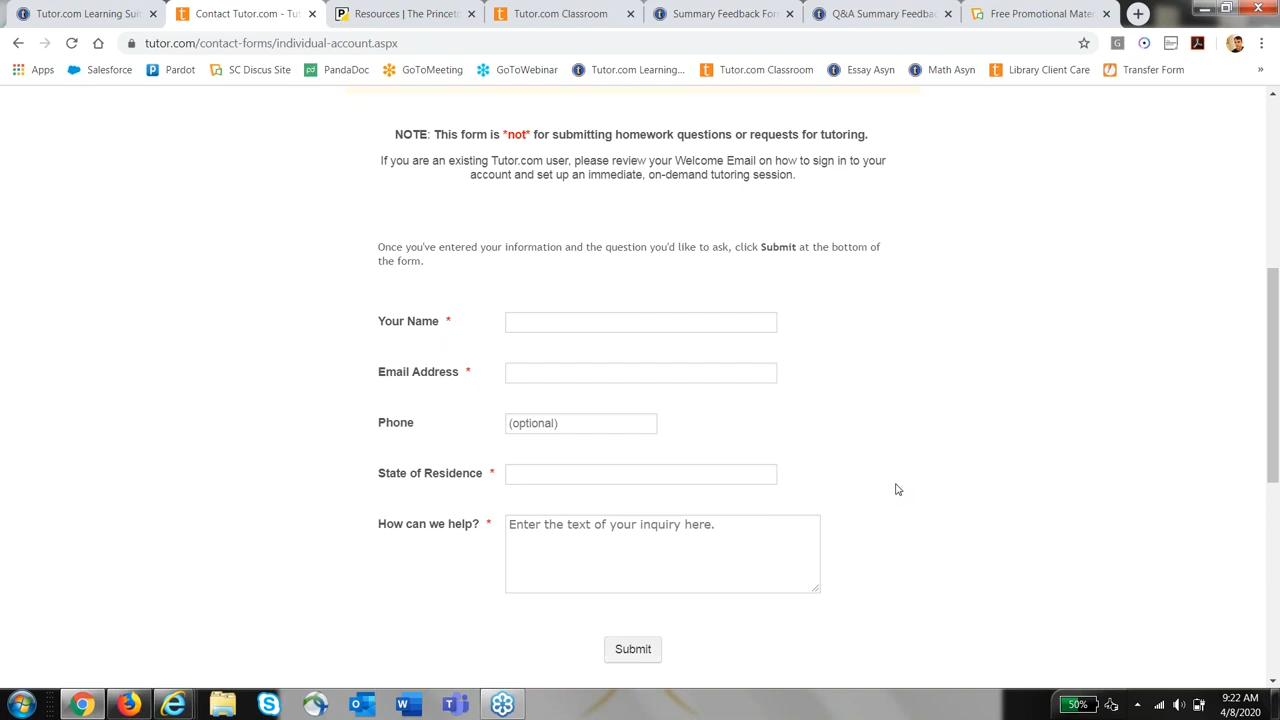 Tutor.com Learning Sui
Contact Tutor.com - Tut
Resources | The Princet
Tutor.com Classroom
Summary Feedback
Q&A Summary Feedba
Free Promotional Mate
tutor.com/contact-forms/individual-account.aspx
Apps
Salesforce
Pardot
SC Discus Site
PandaDoc
GoToMeeting
GoToWebinar
Tutor.com Learning...
Tutor.com Classroom
Essay Asyn
Math Asyn
Library Client Care
Transfer Form
»
NOTE: This form is *not* for submitting homework questions or requests for tutoring.
If you are an existing Tutor.com user, please review your Welcome Email on how to sign in to your
account and set up an immediate, on-demand tutoring session.
Once you've entered your information and the question you'd like to ask, click Submit at the bottom of
the form.
Your Name *
Email Address *
Phone (optional)
State of Residence *
How can we help? * Enter the text of your inquiry here.
Submit
50%
9:22 AM
4/8/2020